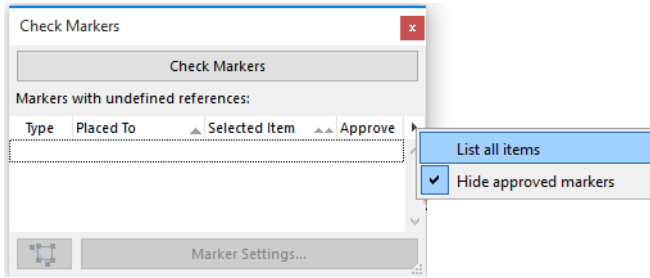 Check Markers
x
Check Markers
Markers with undefined references:
Type Placed To Selected Item Approve
List all items
Hide approved markers
Marker Settings...